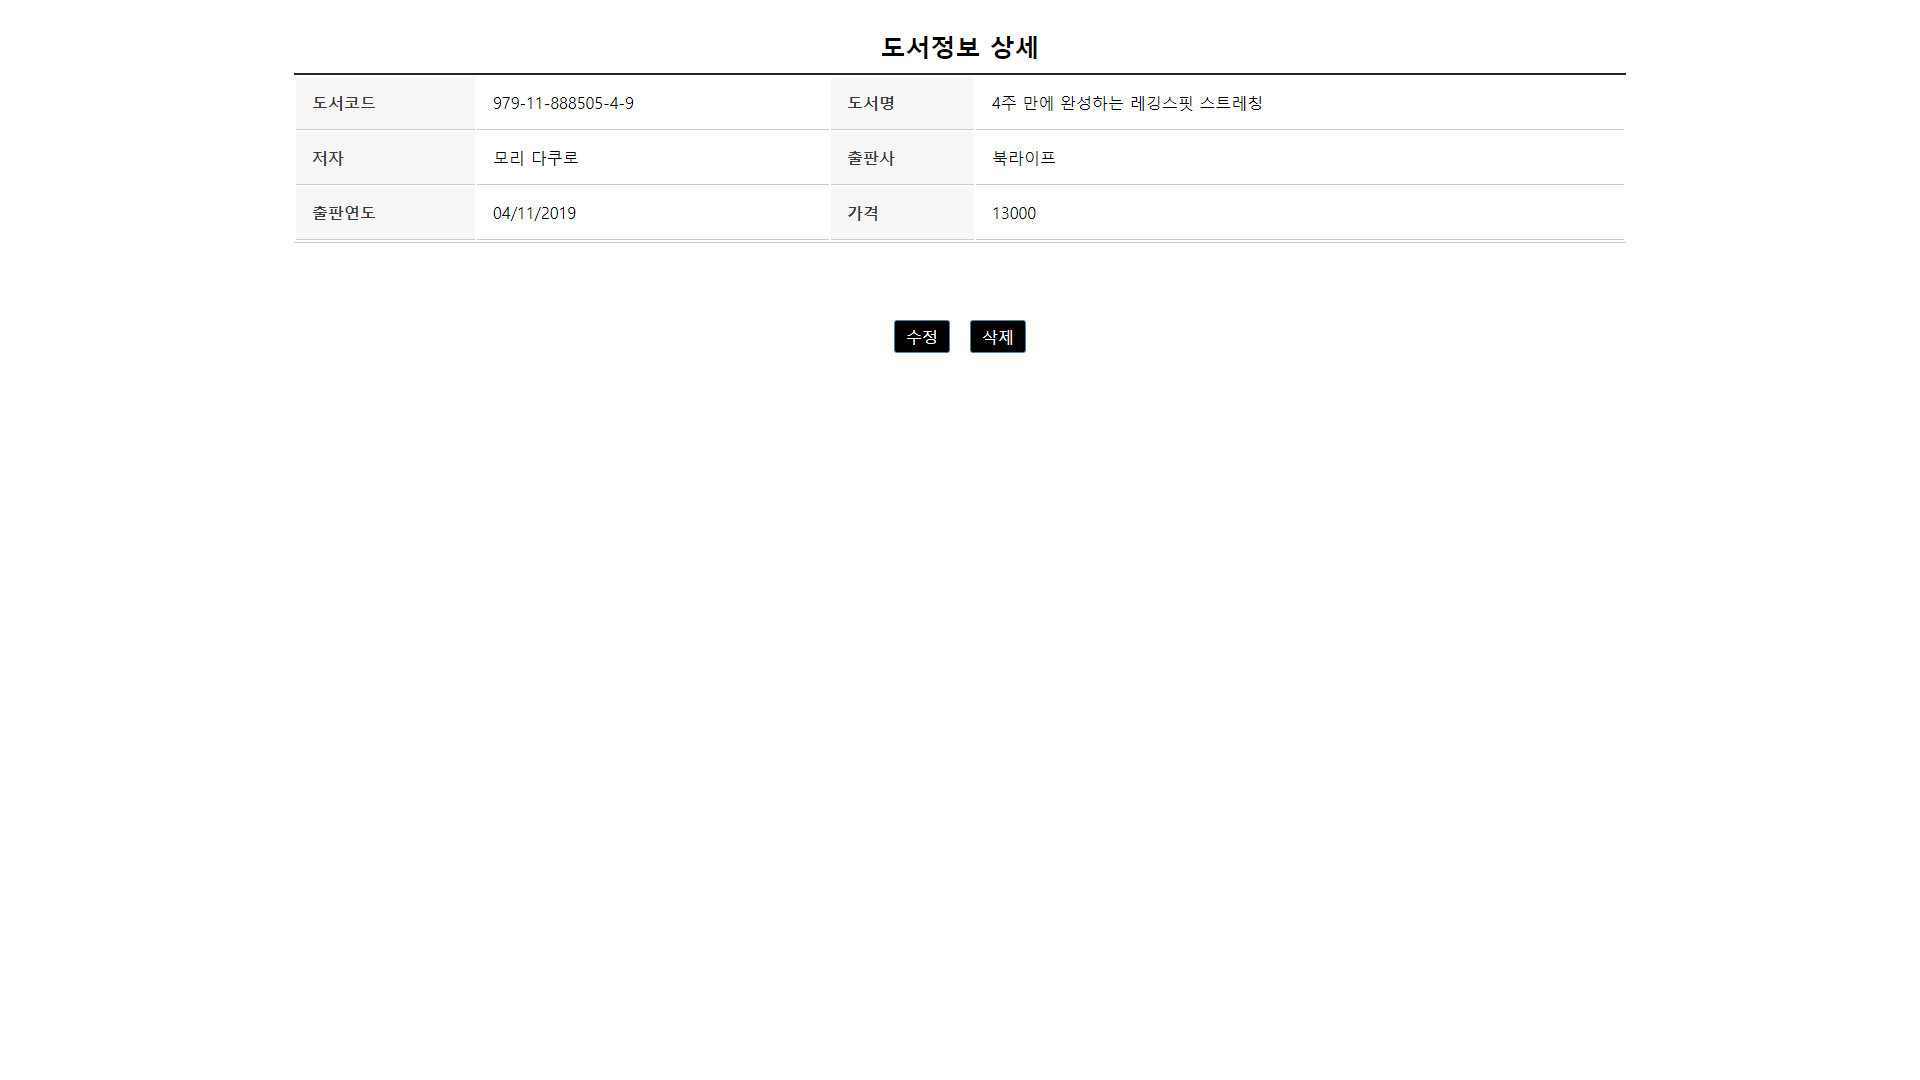 도서정보 상세
도서코드 979-11-888505-4-9 도서명 4주 만에 완성하는 레깅스핏 스트레칭
저자 모리 다쿠로 출판사 북라이프
출판연도 04/11/2019 가격 13000
수정 삭제